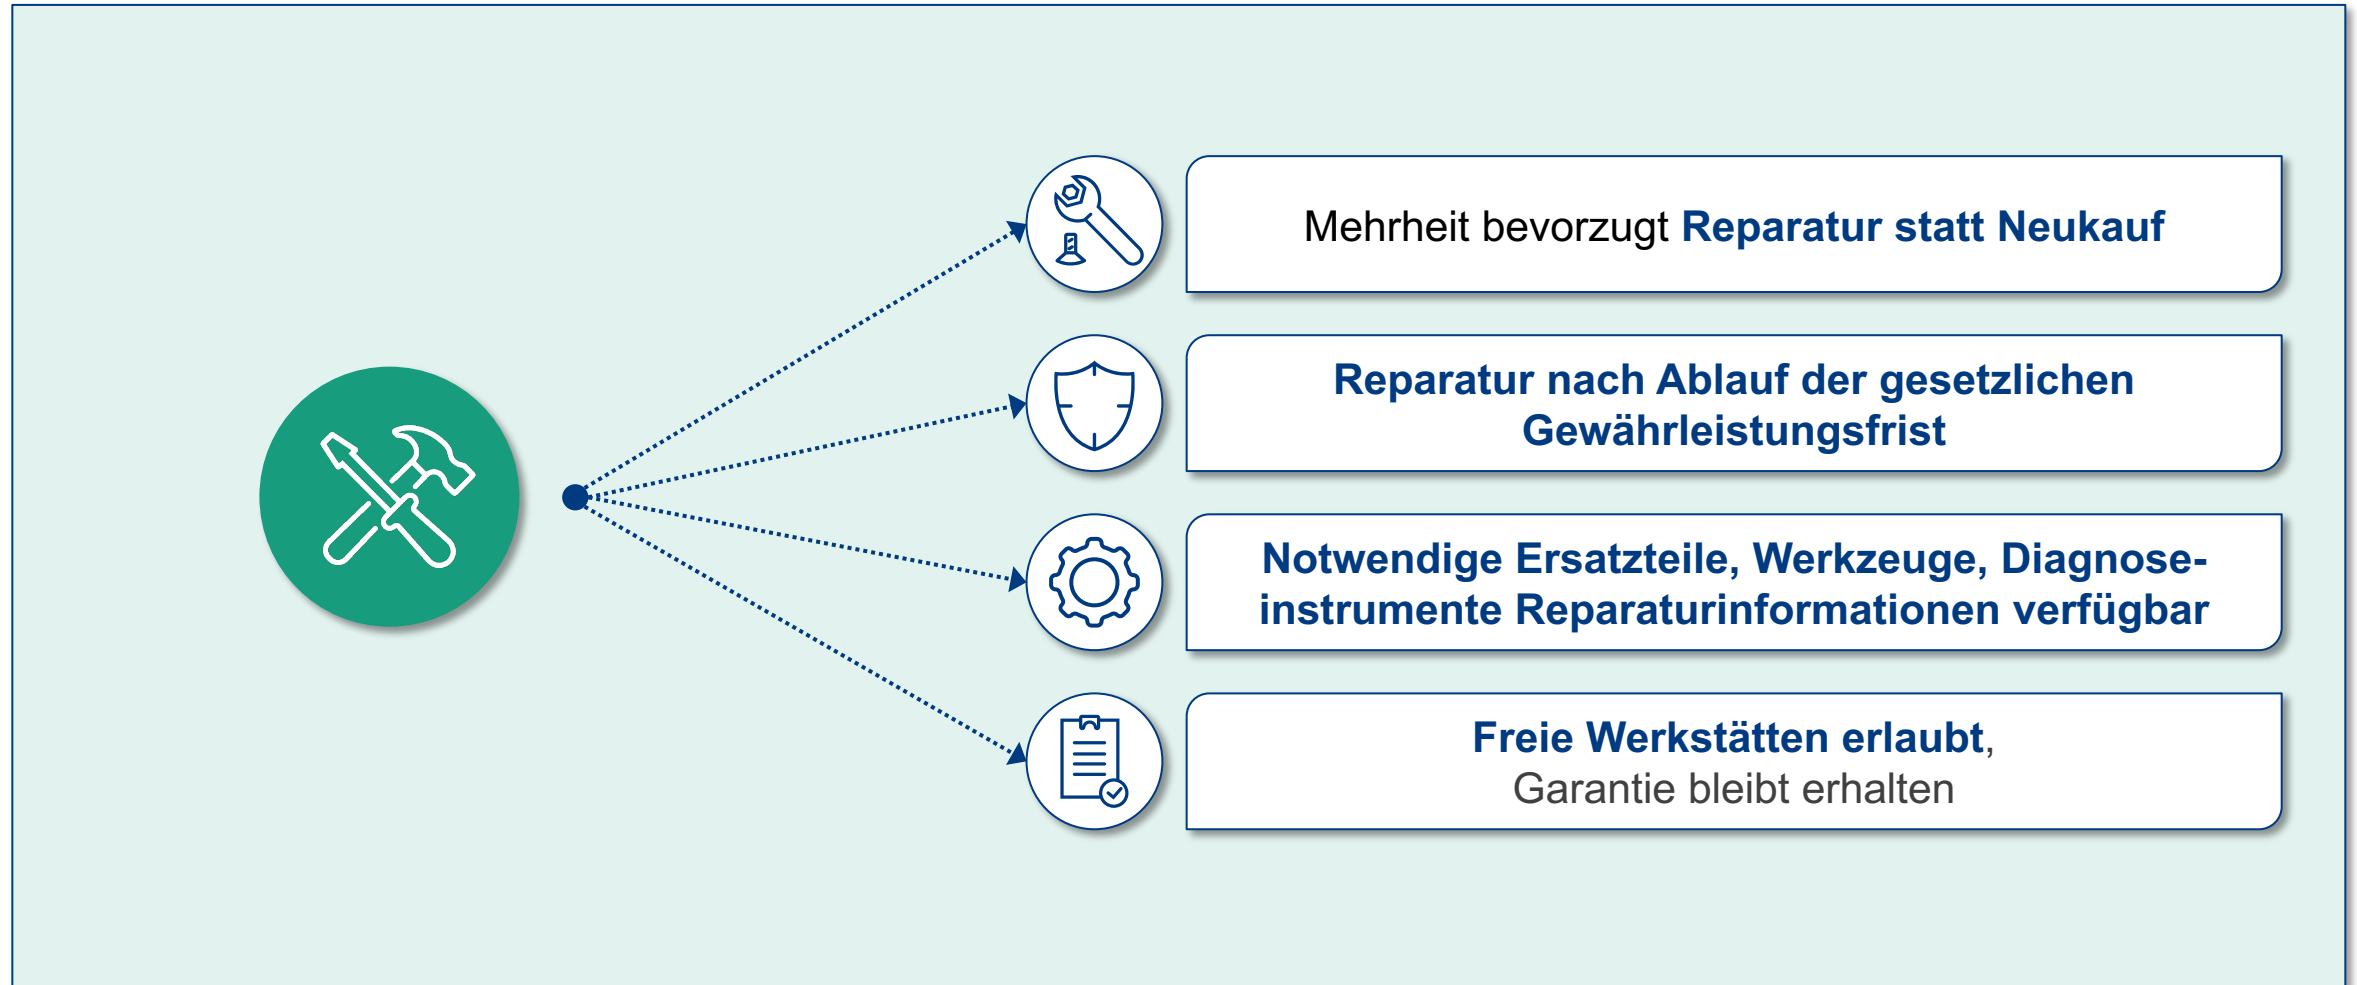 Mehrheit bevorzugt Reparatur statt Neukauf
Reparatur nach Ablauf der gesetzlichen
Gewährleistungsfrist
Notwendige Ersatzteile, Werkzeuge, Diagnose-
instrumente Reparaturinformationen verfügbar
Freie Werkstätten erlaubt,
Garantie bleibt erhalten